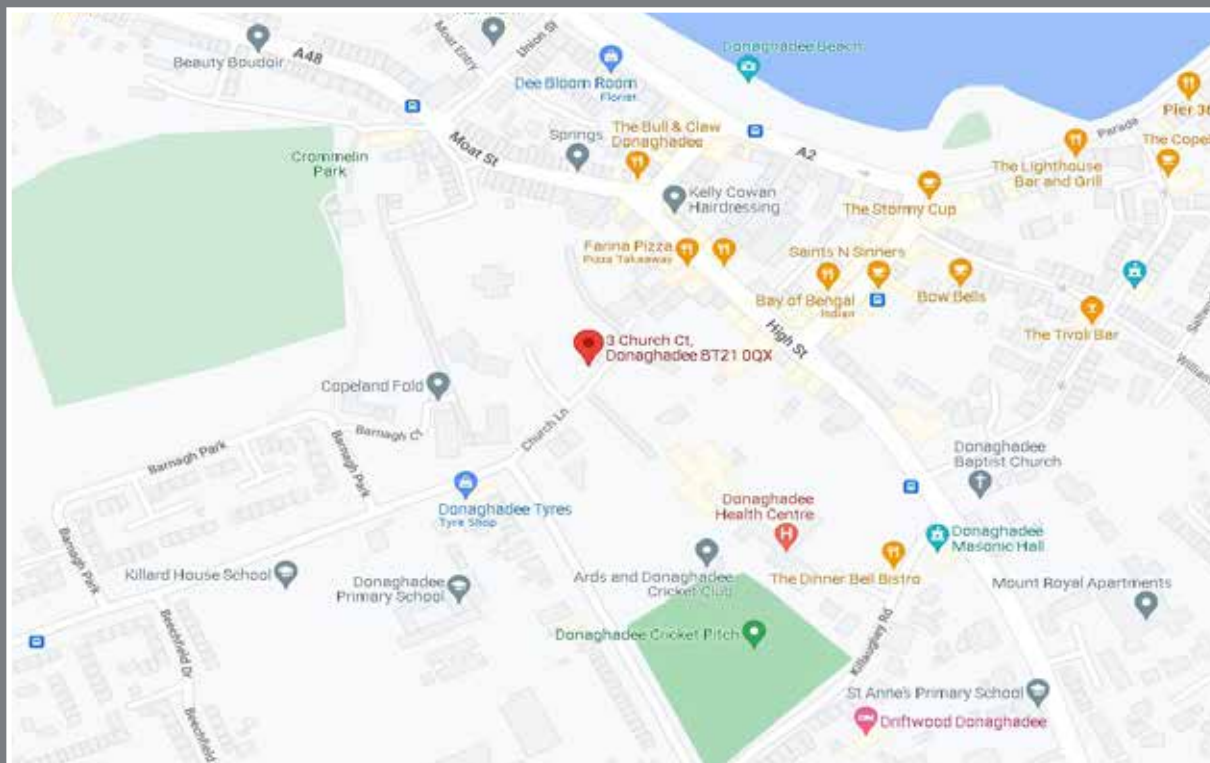 Beauty Boudoir
A48
Moat Entry
Union St
Dee Bloom Room
Florist
Donaghadee Beach
Pier 36
Crommelin
Park
Moat St
Springs
The Bull & Claw
Donaghadee
A2
Parade
The Lighthouse
Bar and Grill
The Copel
Kelly Cowan
Hairdressing
The Stormy Cup
Farina Pizza
Pizza Takeaway
Saints N Sinners
Bay of Bengal
Indian
Bow Bells
The Tivoli Bar
High St
William
3 Church Ct,
Donaghadee BT21 0QX
Copeland Fold
Barnagh Ct
Church Ln
Barnagh Park
Barnagh Park
Barnagh Park
Donaghadee
Baptist Church
Donaghadee Tyres
Tyre Shop
Donaghadee
Health Centre
Donaghadee
Masonic Hall
Killard House School
Donaghadee
Primary School
Ards and Donaghadee
Cricket Club
The Dinner Bell Bistro
Mount Royal Apartments
Donaghadee Cricket Pitch
Killaughey Rd
Beechfield Dr
Beechfield
St Anne's Primary School
Driftwood Donaghadee